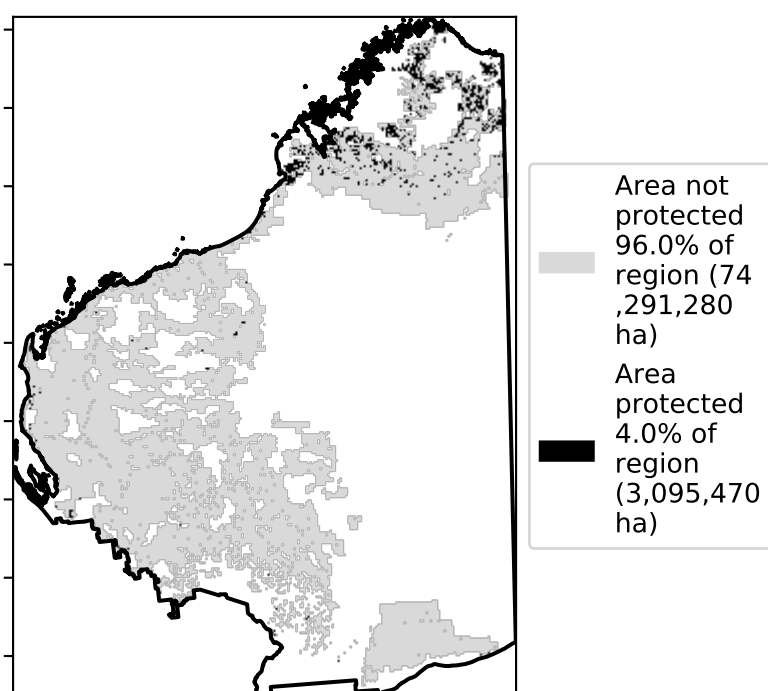 Area not
protected
96.0% of
region (74
,291,280
ha)
Area
protected
4.0% of
region
(3,095,470
ha)